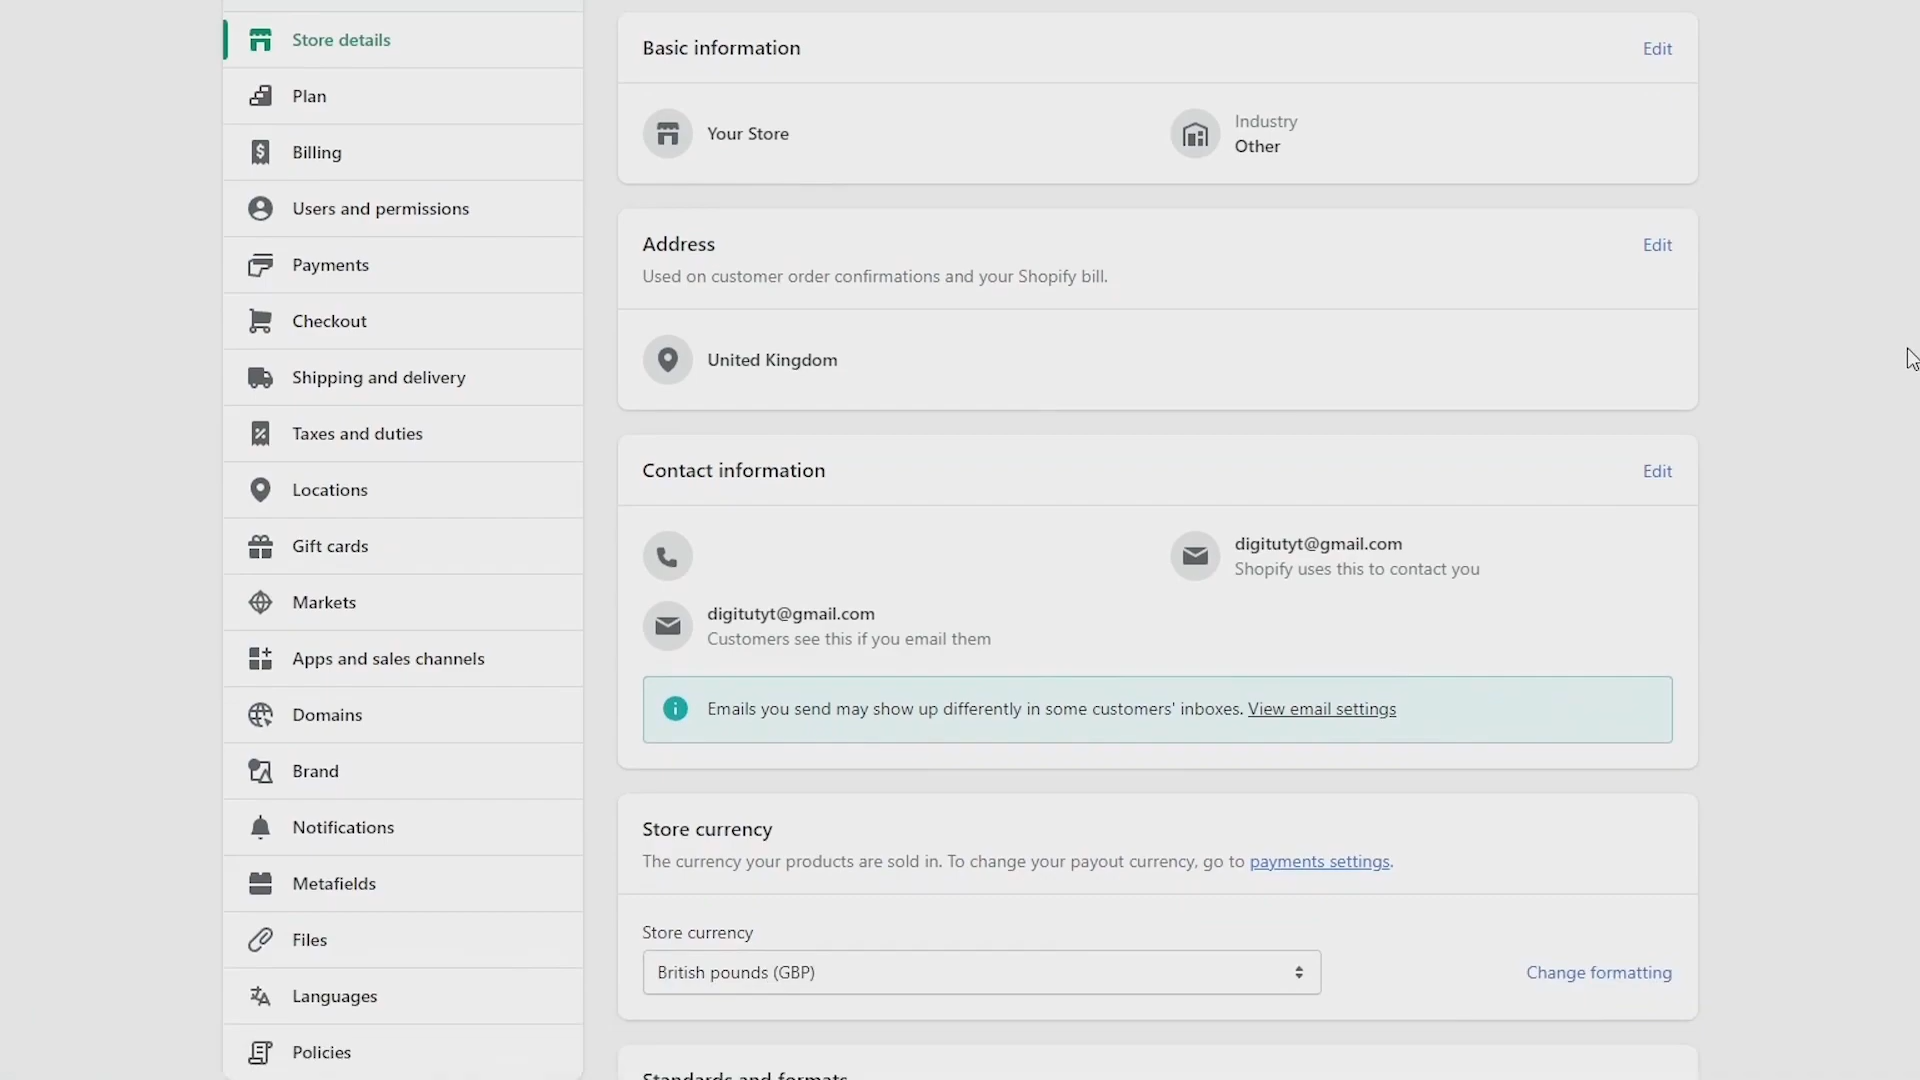 Store details
Plan
Billing
Users and permissions
Payments
Checkout
Shipping and delivery
Taxes and duties
Locations
Gift cards
Markets
Apps and sales channels
Domains
Brand
Notifications
Metafields
Files
Languages
Policies
Basic information
Edit
Your Store
Industry
Other
Address
Edit
Used on customer order confirmations and your Shopify bill.
United Kingdom
Contact information
Edit
digitutyt@gmail.com
Shopify uses this to contact you
digitutyt@gmail.com
Customers see this if you email them
Emails you send may show up differently in some customers' inboxes. View email settings
Store currency
The currency your products are sold in. To change your payout currency, go to payments settings.
Store currency
British pounds (GBP)
Change formatting
Standards and formats